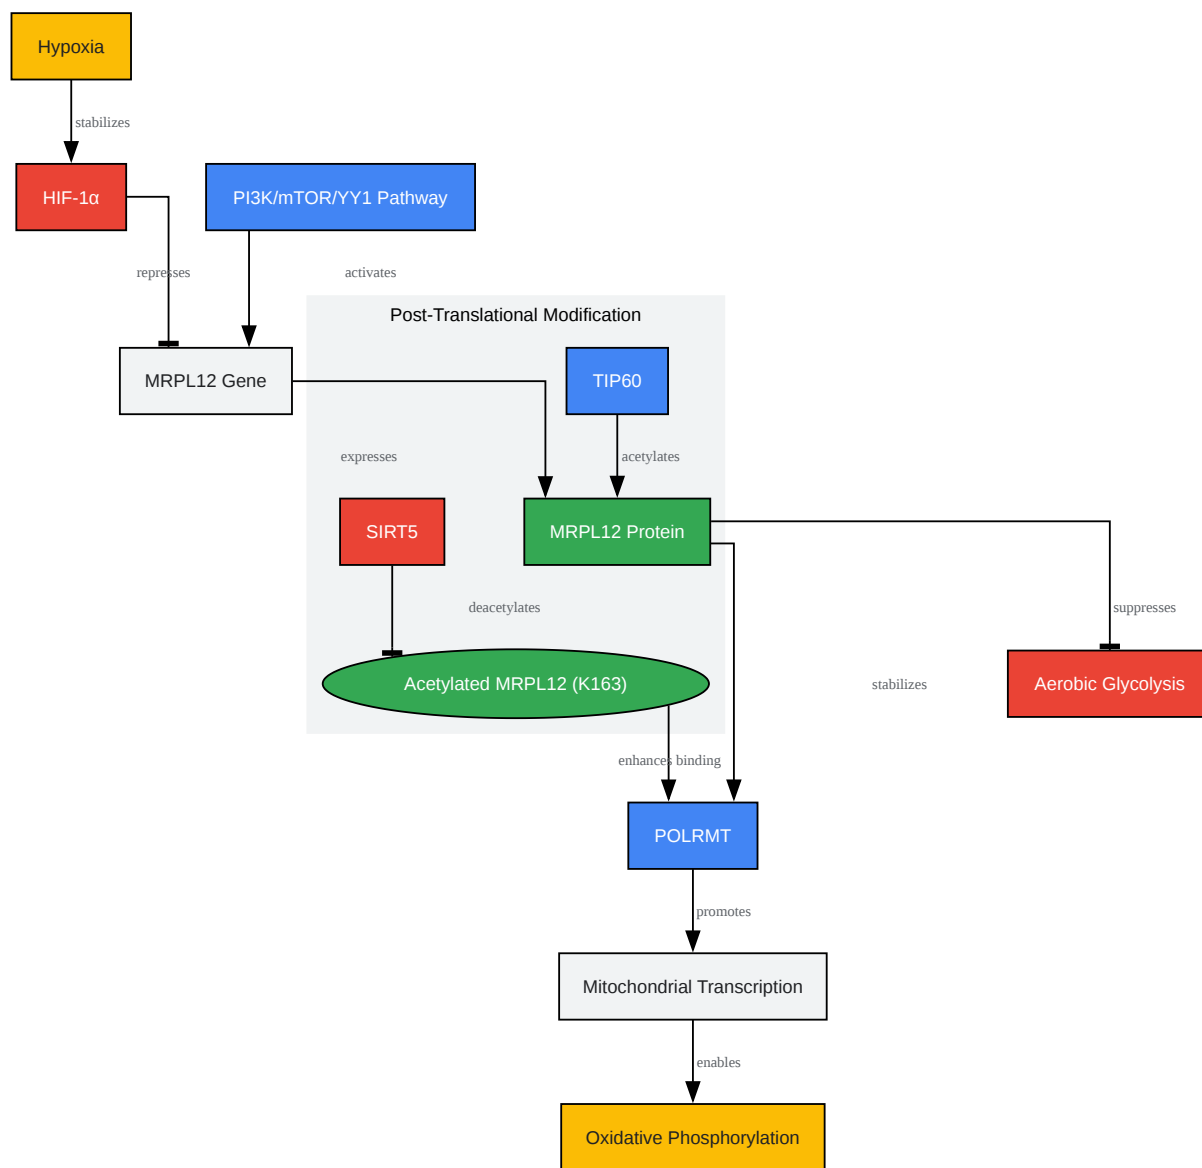 Hypoxia
stabilizes
HIF-1α
PI3K/mTOR/YY1 Pathway
represses
activates
Post-Translational Modification
MRPL12 Gene
TIP60
expresses
acetylates
SIRT5
MRPL12 Protein
deacetylates
suppresses
Acetylated MRPL12 (K163)
stabilizes
Aerobic Glycolysis
enhances binding
POLRMT
promotes
Mitochondrial Transcription
enables
Oxidative Phosphorylation